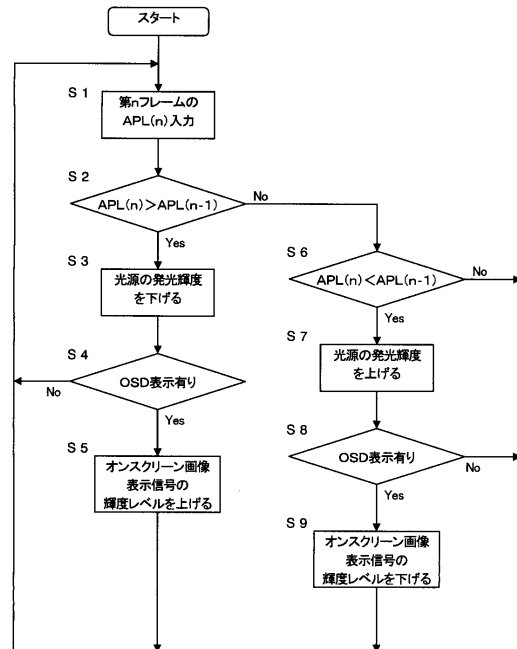 スタート
S 1
第nフレームの
APL(n)入力
S 2
APL(n)>APL(n-1)
No
Yes
S 3
光源の発光輝度
を下げる
S 4
OSD表示有り
No
Yes
S 5
オンスクリーン画像
表示信号の
輝度レベルを上げる
S 6
APL(n)<APL(n-1)
No
Yes
S 7
光源の発光輝度
を上げる
S 8
OSD表示有り
No
Yes
S 9
オンスクリーン画像
表示信号の
輝度レベルを下げる